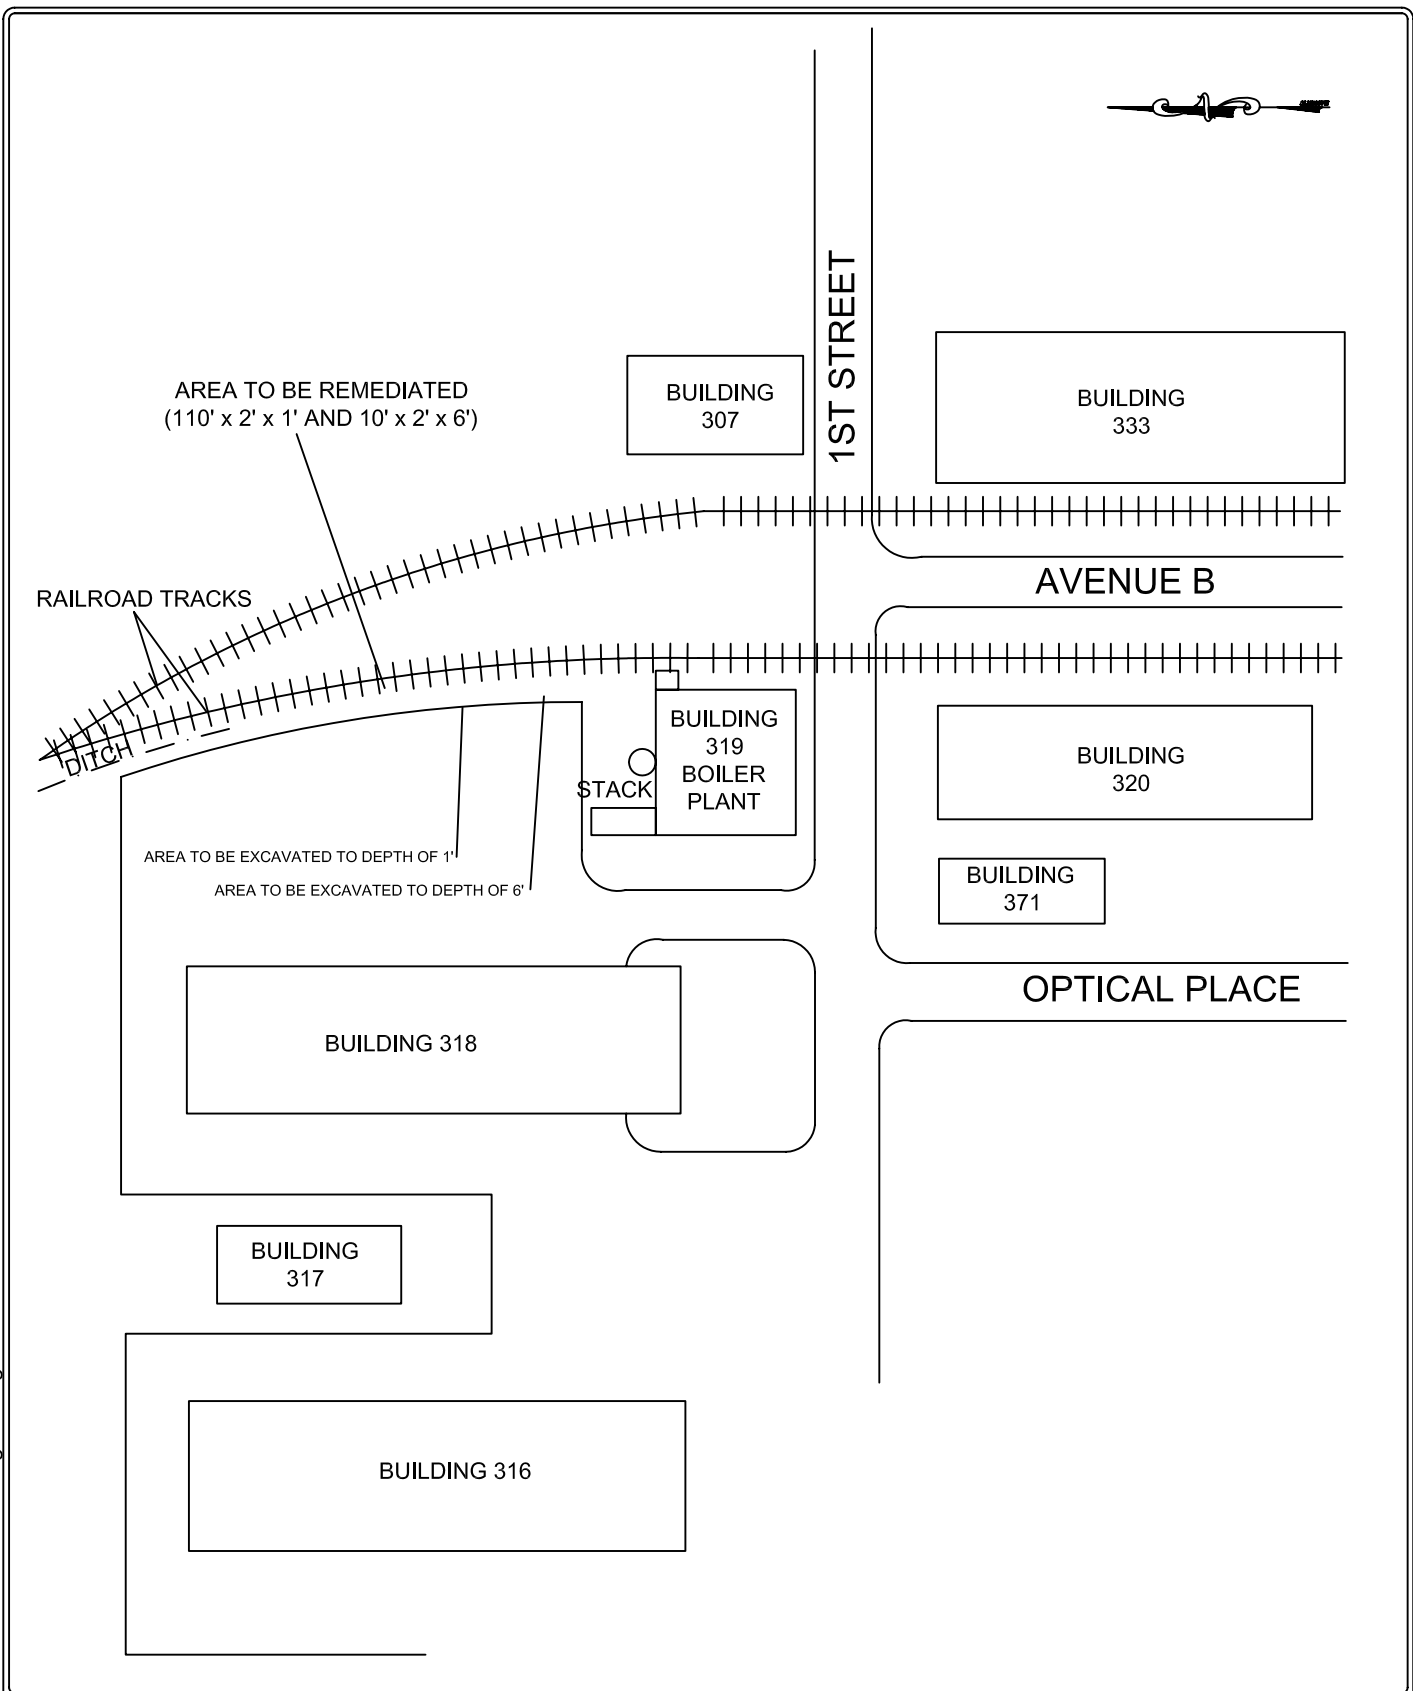 1ST STREET
AREA TO BE REMEDIATED
(110' x 2' x 1' AND 10' x 2' x 6')
BUILDING
307
BUILDING
333
RAILROAD TRACKS
AVENUE B
DITCH
BUILDING
319
BOILER
PLANT
STACK
BUILDING
320
AREA TO BE EXCAVATED TO DEPTH OF 1'
AREA TO BE EXCAVATED TO DEPTH OF 6'
BUILDING
371
OPTICAL PLACE
BUILDING 318
BUILDING
317
BUILDING 316